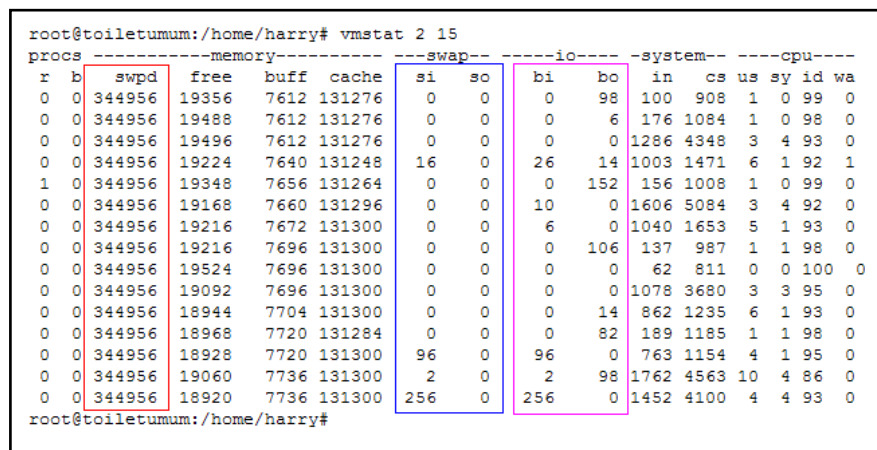 root@toiletumum:/home/harry# vmstat 2 15
procs -----------memory---------- ---swap-- -----io---- -system-- ----cpu----
r b swpd free buff cache si so bi bo in cs us sy id wa
0 0 344956 19356 7612 131276 0 0 0 98 100 908 1 0 99 0
0 0 344956 19488 7612 131276 0 0 0 6 176 1084 1 0 98 0
0 0 344956 19496 7612 131276 0 0 0 0 1286 4348 3 4 93 0
0 0 344956 19224 7640 131248 16 0 26 14 1003 1471 6 1 92 1
1 0 344956 19348 7656 131264 0 0 0 152 156 1008 1 0 99 0
0 0 344956 19168 7660 131296 0 0 10 0 1606 5084 3 4 92 0
0 0 344956 19216 7672 131300 0 0 6 0 1040 1653 5 1 93 0
0 0 344956 19216 7696 131300 0 0 0 106 137 987 1 1 98 0
0 0 344956 19524 7696 131300 0 0 0 0 62 811 0 0 100 0
0 0 344956 19092 7696 131300 0 0 0 0 1078 3680 3 3 95 0
0 0 344956 18944 7704 131300 0 0 0 14 862 1235 6 1 93 0
0 0 344956 18968 7720 131284 0 0 0 82 189 1185 1 1 98 0
0 0 344956 18928 7720 131300 96 0 96 0 763 1154 4 1 95 0
0 0 344956 19060 7736 131300 2 0 2 98 1762 4563 10 4 86 0
0 0 344956 18920 7736 131300 256 0 256 0 1452 4100 4 4 93 0
root@toiletumum:/home/harry#